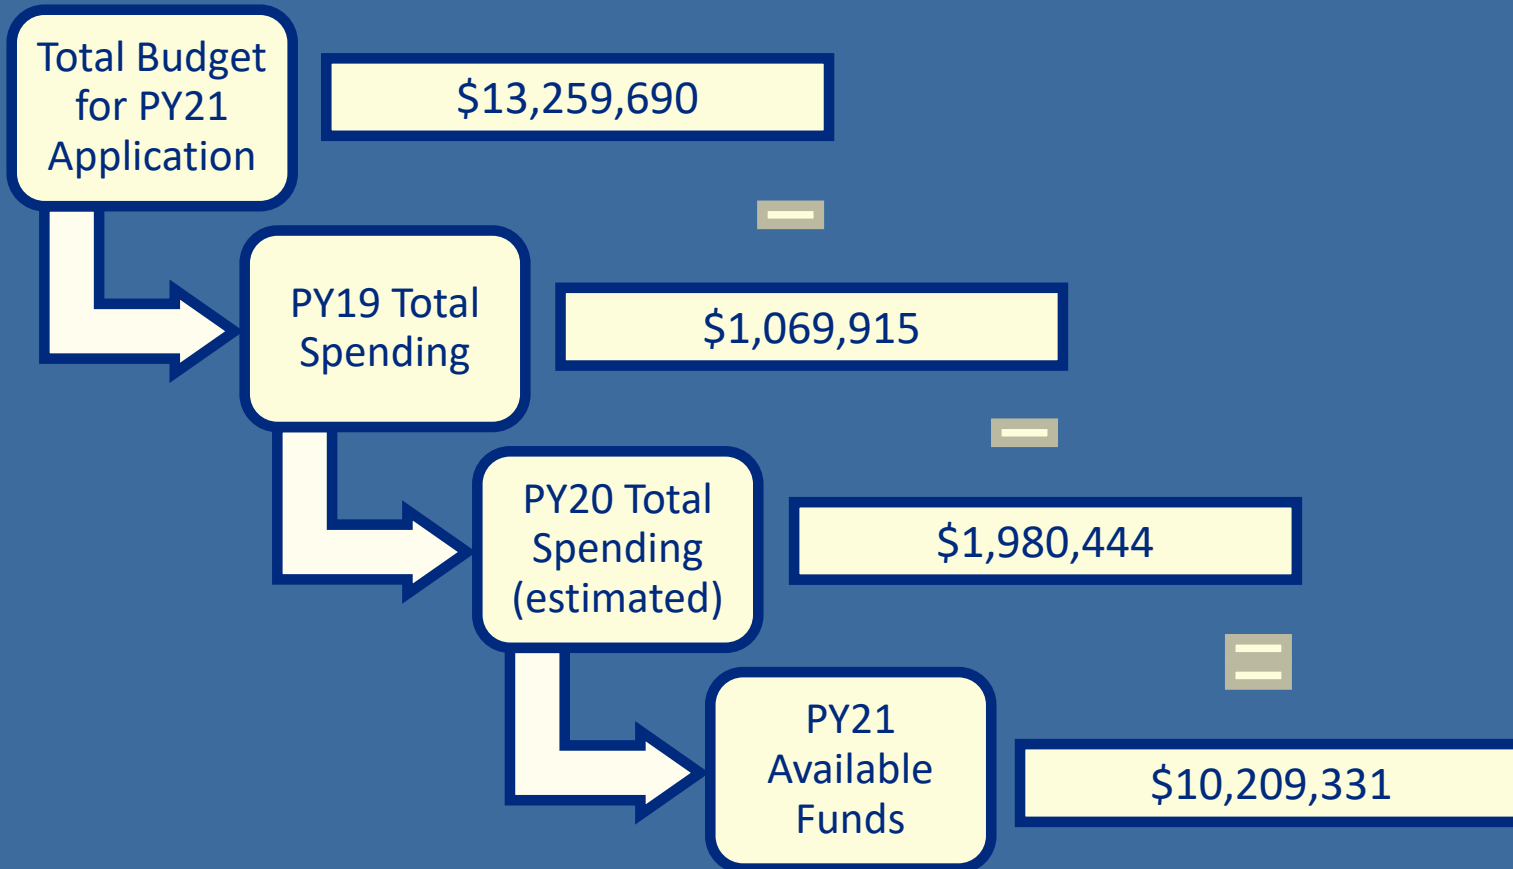 Total Budget
for PY21
Application
$13,259,690
PY19 Total
Spending
$1,069,915
PY20 Total
Spending
(estimated)
$1,980,444
PY21
Available
Funds
$10,209,331